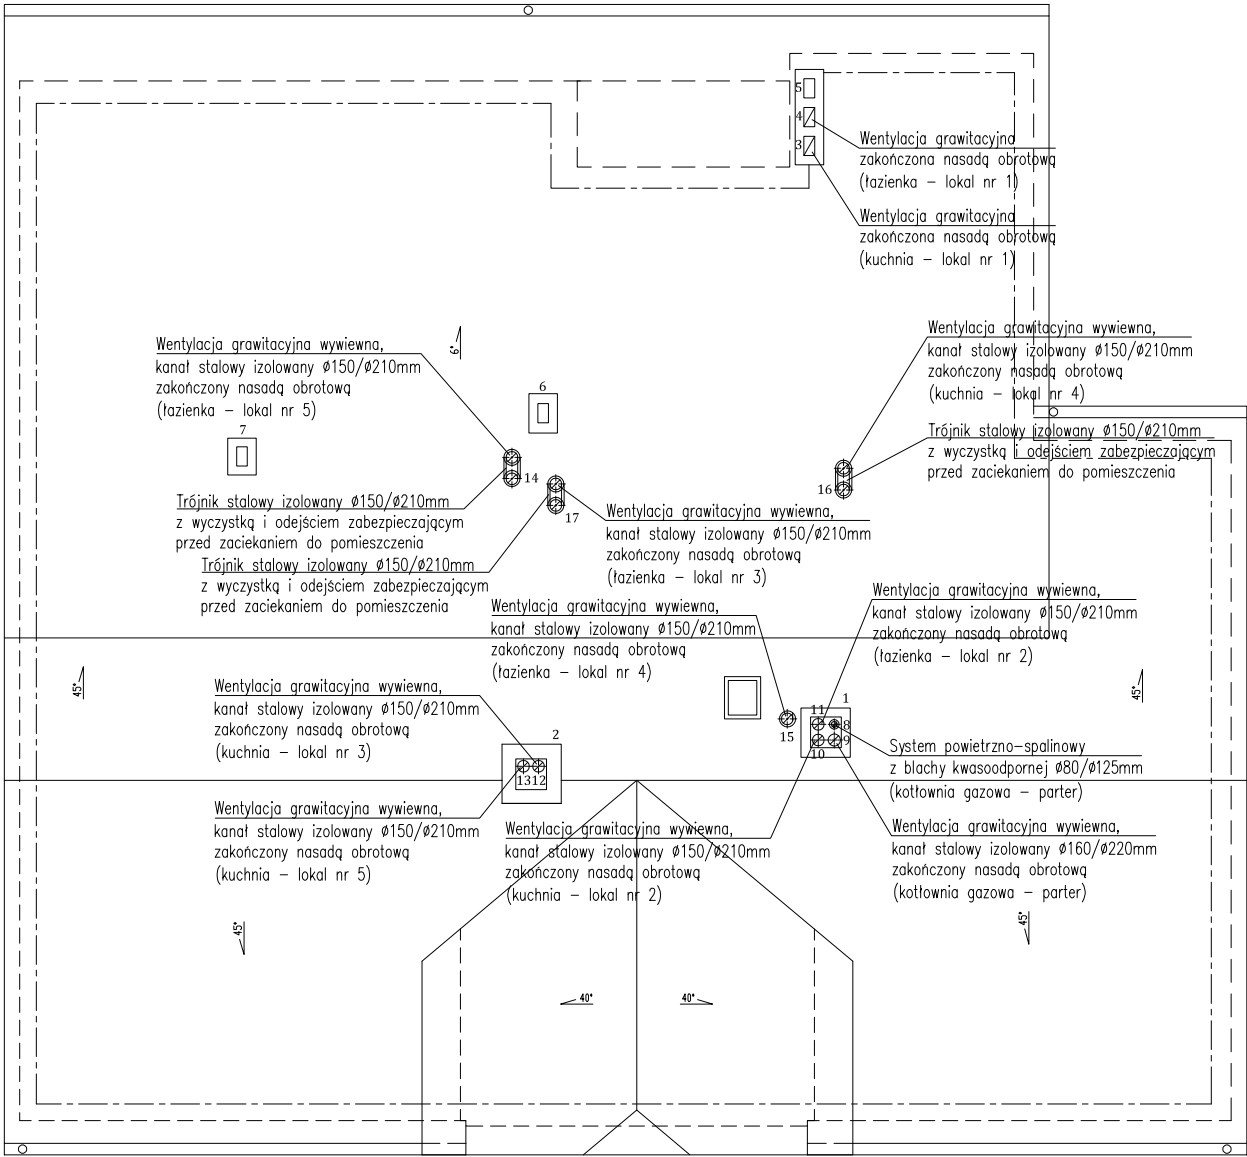 5
4
3
Wentylacja grawitacyjna
zakończona nasadą obrotową
(łazienka – lokal nr 1)
Wentylacja grawitacyjna
zakończona nasadą obrotową
(kuchnia – lokal nr 1)
Wentylacja grawitacyjna wywiewna,
kanał stalowy izolowany ø150/ø210mm
zakończony nasadą obrotową
(łazienka – lokal nr 5)
6°
6
7
Wentylacja grawitacyjna wywiewna,
kanał stalowy izolowany ø150/ø210mm
zakończony nasadą obrotową
(kuchnia – lokal nr 4)
Trójnik stalowy izolowany ø150/ø210mm
z wyczystką i odejściem zabezpieczającym
przed zaciekaniem do pomieszczenia
14
17
16
Trójnik stalowy izolowany ø150/ø210mm
z wyczystką i odejściem zabezpieczającym
przed zaciekaniem do pomieszczenia
Trójnik stalowy izolowany ø150/ø210mm
z wyczystką i odejściem zabezpieczającym
przed zaciekaniem do pomieszczenia
Wentylacja grawitacyjna wywiewna,
kanał stalowy izolowany ø150/ø210mm
zakończony nasadą obrotową
(łazienka – lokal nr 3)
Wentylacja grawitacyjna wywiewna,
kanał stalowy izolowany ø150/ø210mm
zakończony nasadą obrotową
(łazienka – lokal nr 4)
Wentylacja grawitacyjna wywiewna,
kanał stalowy izolowany ø150/ø210mm
zakończony nasadą obrotową
(łazienka – lokal nr 2)
45°
45°
Wentylacja grawitacyjna wywiewna,
kanał stalowy izolowany ø150/ø210mm
zakończony nasadą obrotową
(kuchnia – lokal nr 3)
15
1
11
8
9
10
2
13
12
System powietrzno–spalinowy
z blachy kwasoodpornej ø80/ø125mm
(kotłownia gazowa – parter)
Wentylacja grawitacyjna wywiewna,
kanał stalowy izolowany ø150/ø210mm
zakończony nasadą obrotową
(kuchnia – lokal nr 5)
Wentylacja grawitacyjna wywiewna,
kanał stalowy izolowany ø150/ø210mm
zakończony nasadą obrotową
(kuchnia – lokal nr 2)
Wentylacja grawitacyjna wywiewna,
kanał stalowy izolowany ø160/ø220mm
zakończony nasadą obrotową
(kotłownia gazowa – parter)
45°
45°
40°
40°